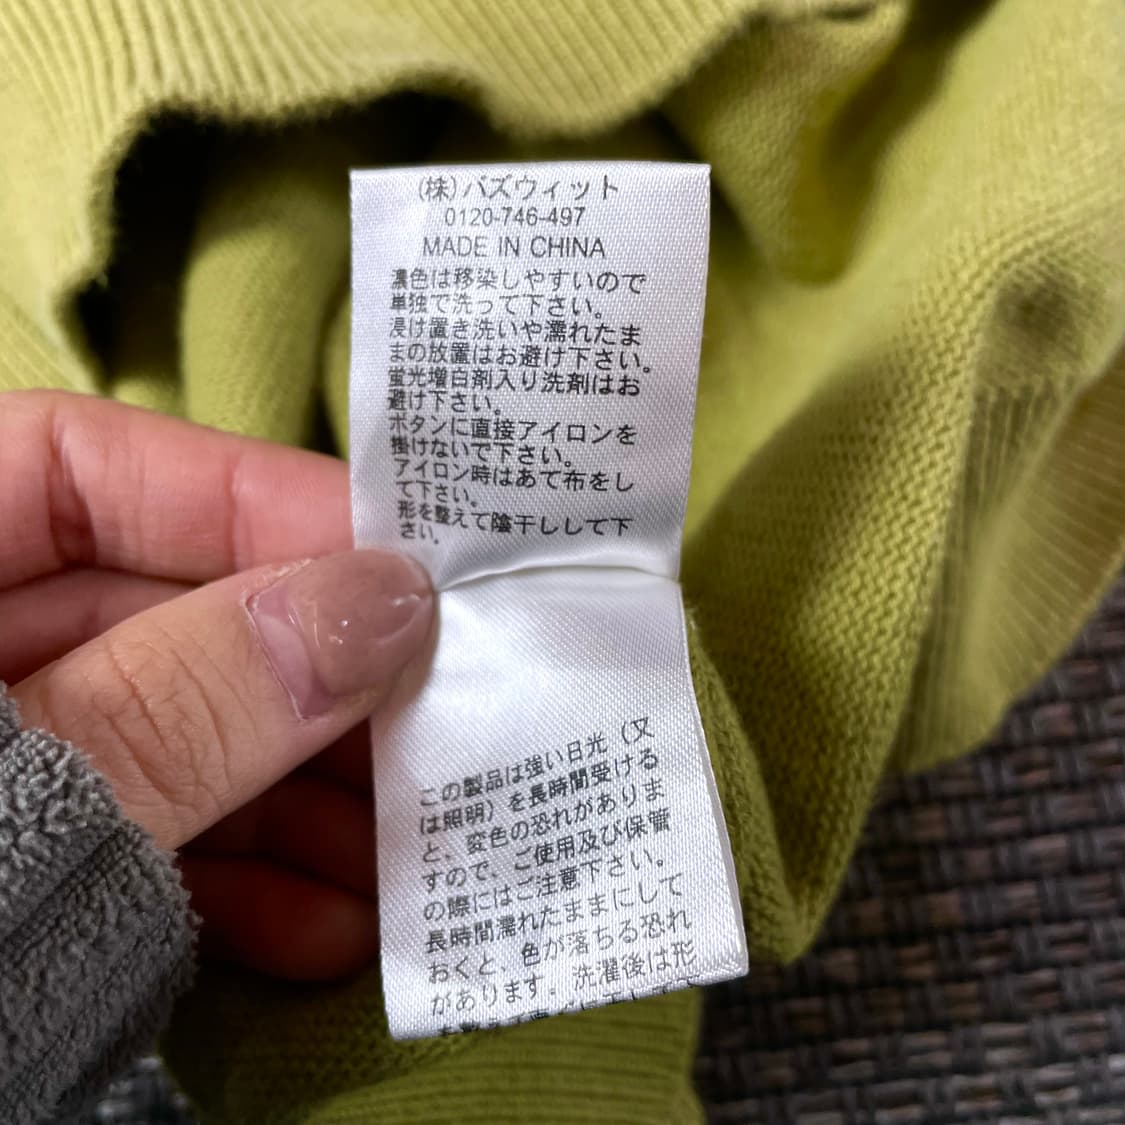 (株)バズウィット
0120-746-497
MADE IN CHINA
濃色は移染しやすいので
単独で洗って下さい。
浸け置き洗いや濡れたま
まの放置はお避け下さい。
蛍光増白剤入り洗剤はお
避け下さい。
ボタンに直接アイロンを
掛けないで下さい。
アイロン時はあて布をし
て下さい。
形を整えて陰干しして下
さい。
この製品は強い日光（又
は照明）を長時間受ける
と、変色の恐れがありま
すので、ご使用及び保管
の際にはご注意下さい。
長時間濡れたままにして
おくと、色が落ちる恐れ
があります。洗濯後は形